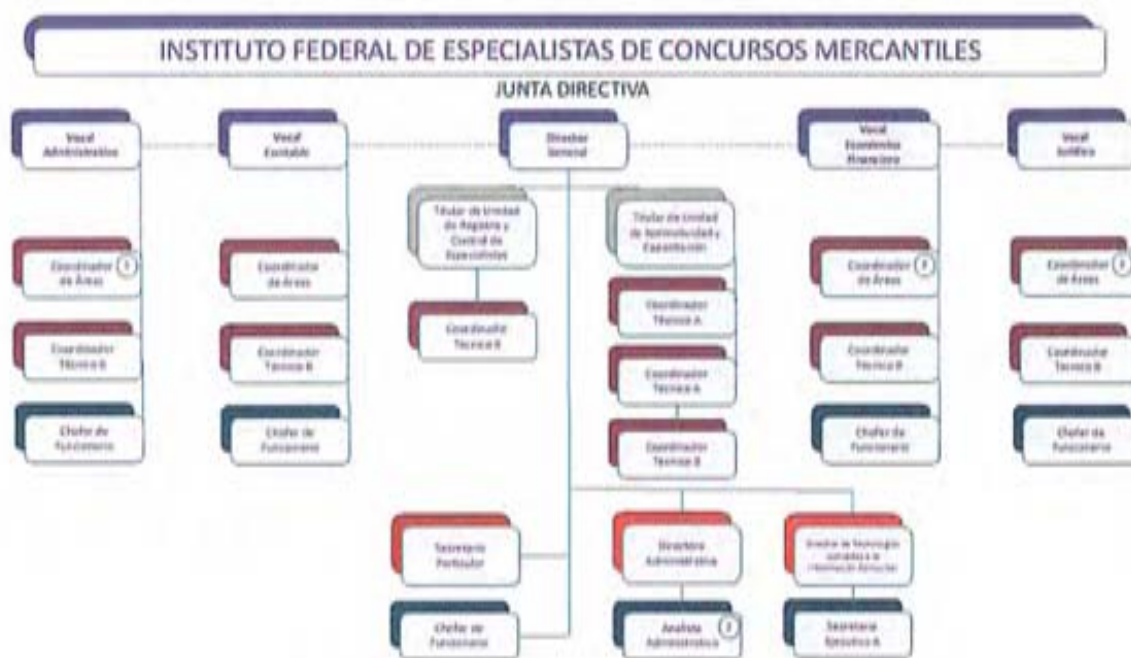 INSTITUTO FEDERAL DE ESPECIALISTAS DE CONCURSOS MERCANTILES
JUNTA DIRECTIVA
Vocal
Administrativo
Vocal
Contable
Director
General
Vocal
Económico
Financiero
Vocal
Jurídico
Titular de Unidad
de Registro y
Control de
Especialistas
Titular de Unidad
de Normatividad y
Capacitación
Coordinador
de Áreas
Coordinador
de Áreas
Coordinador
de Áreas
Coordinador
de Áreas
Coordinador
Técnico A
Coordinador
Técnico B
Coordinador
Técnico B
Coordinador
Técnico B
Coordinador
Técnico A
Coordinador
Técnico B
Coordinador
Técnico B
Chofer de
Funcionario
Chofer de
Funcionario
Coordinador
Técnico B
Chofer de
Funcionario
Chofer de
Funcionario
Secretario
Particular
Administrativa
Director de Tecnologías
Chofer de
Funcionario
Analista
Administrativo
Ejecutiva A